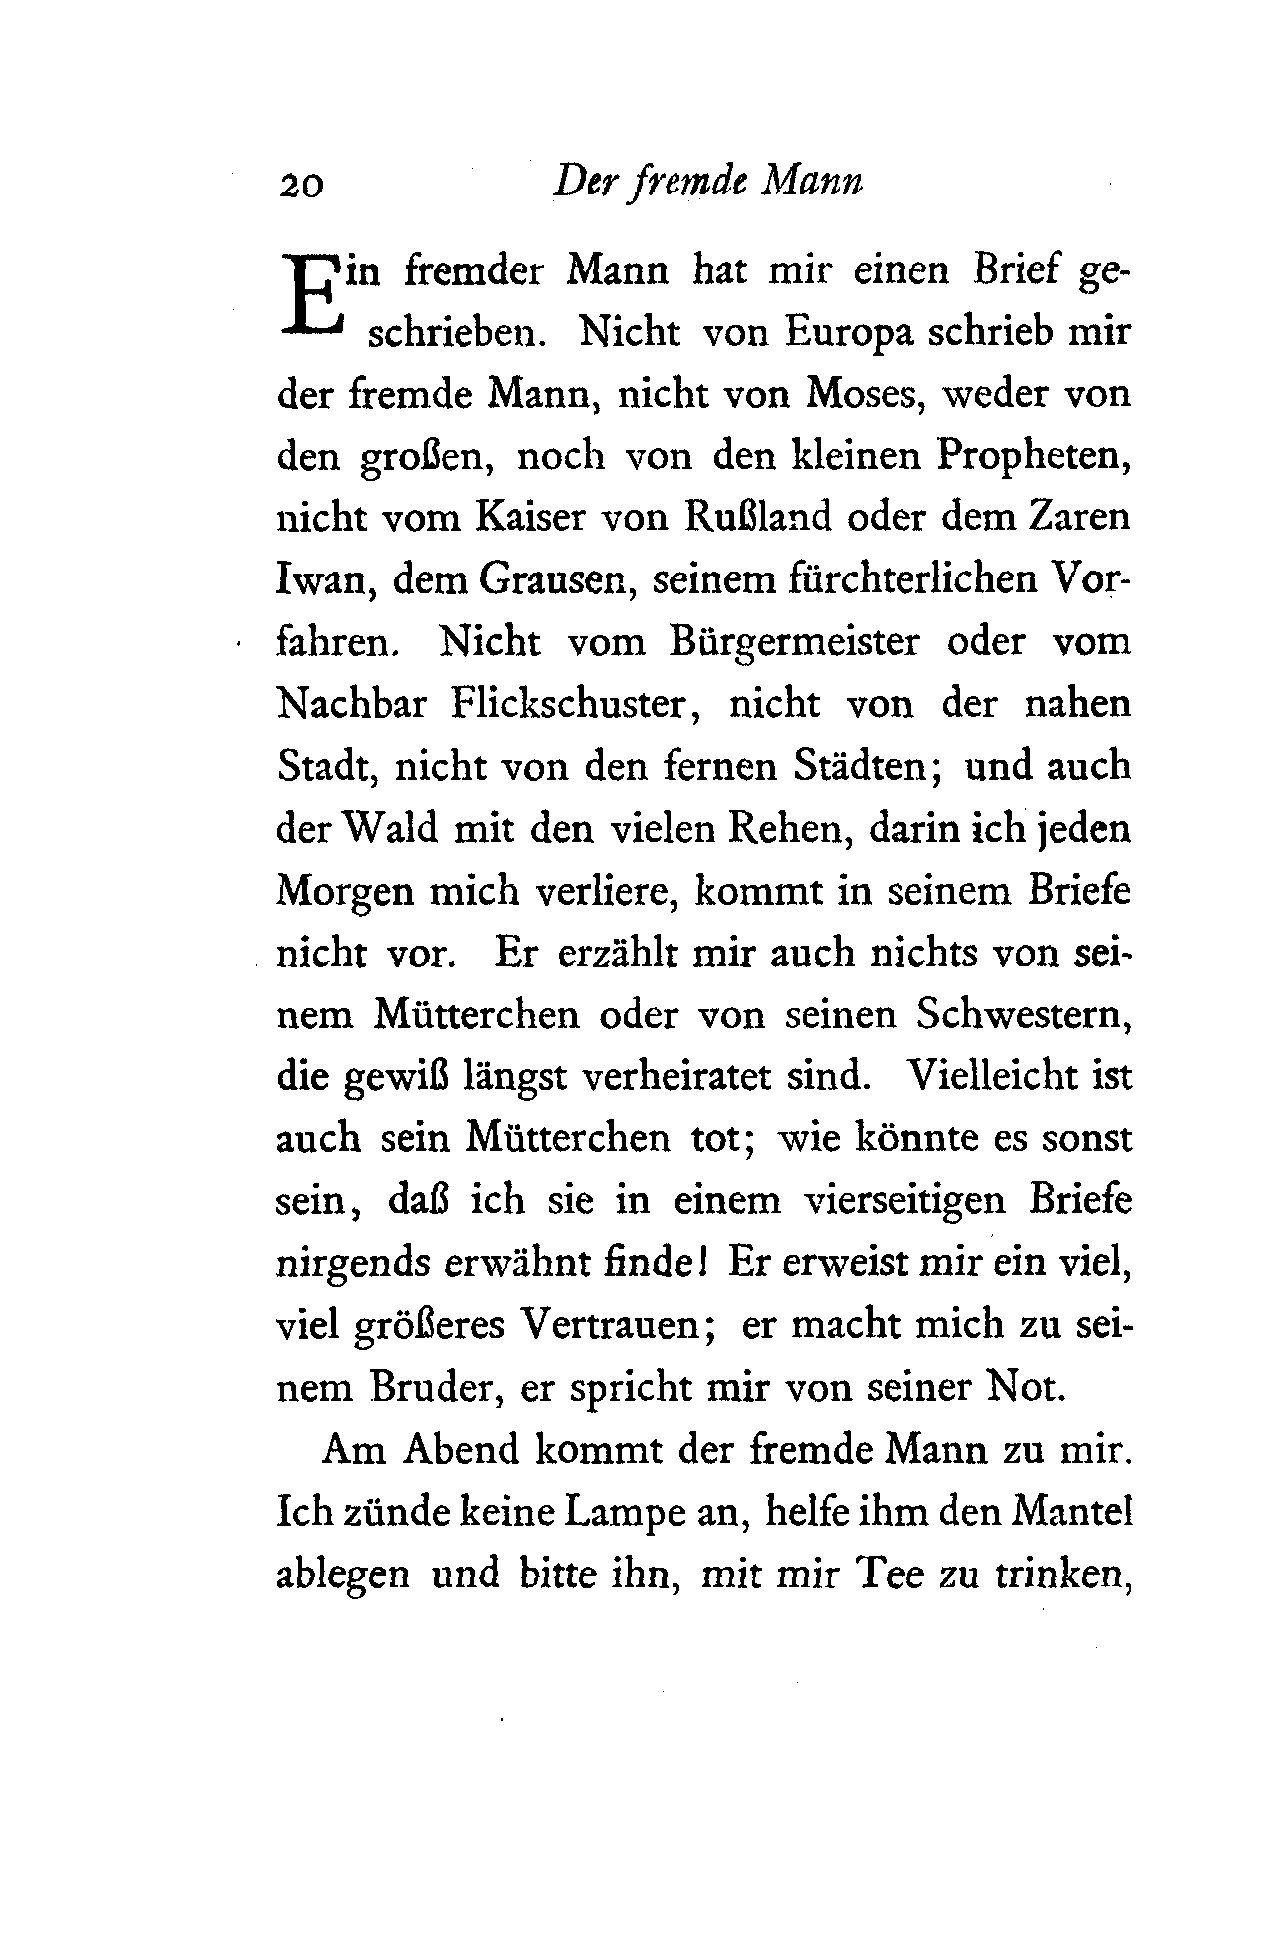 20 Der fremde Mann
Ein fremder Mann hat mir einen Brief ge-
schrieben. Nicht von Europa schrieb mir
der fremde Mann, nicht von Moses, weder von
den großen, noch von den kleinen Propheten,
nicht vom Kaiser von Rußland oder dem Zaren
Iwan, dem Grausen, seinem fürchterlichen Vor-
fahren. Nicht vom Bürgermeister oder vom
Nachbar Flickschuster, nicht von der nahen
Stadt, nicht von den fernen Städten; und auch
der Wald mit den vielen Rehen, darin ich jeden
Morgen mich verliere, kommt in seinem Briefe
nicht vor. Er erzählt mir auch nichts von sei-
nem Mütterchen oder von seinen Schwestern,
die gewiß längst verheiratet sind. Vielleicht ist
auch sein Mütterchen tot; wie könnte es sonst
sein, daß ich sie in einem vierseitigen Briefe
nirgends erwähnt finde! Er erweist mir ein viel,
viel größeres Vertrauen; er macht mich zu sei-
nem Bruder, er spricht mir von seiner Not.
Am Abend kommt der fremde Mann zu mir.
Ich zünde keine Lampe an, helfe ihm den Mantel
ablegen und bitte ihn, mit mir Tee zu trinken,